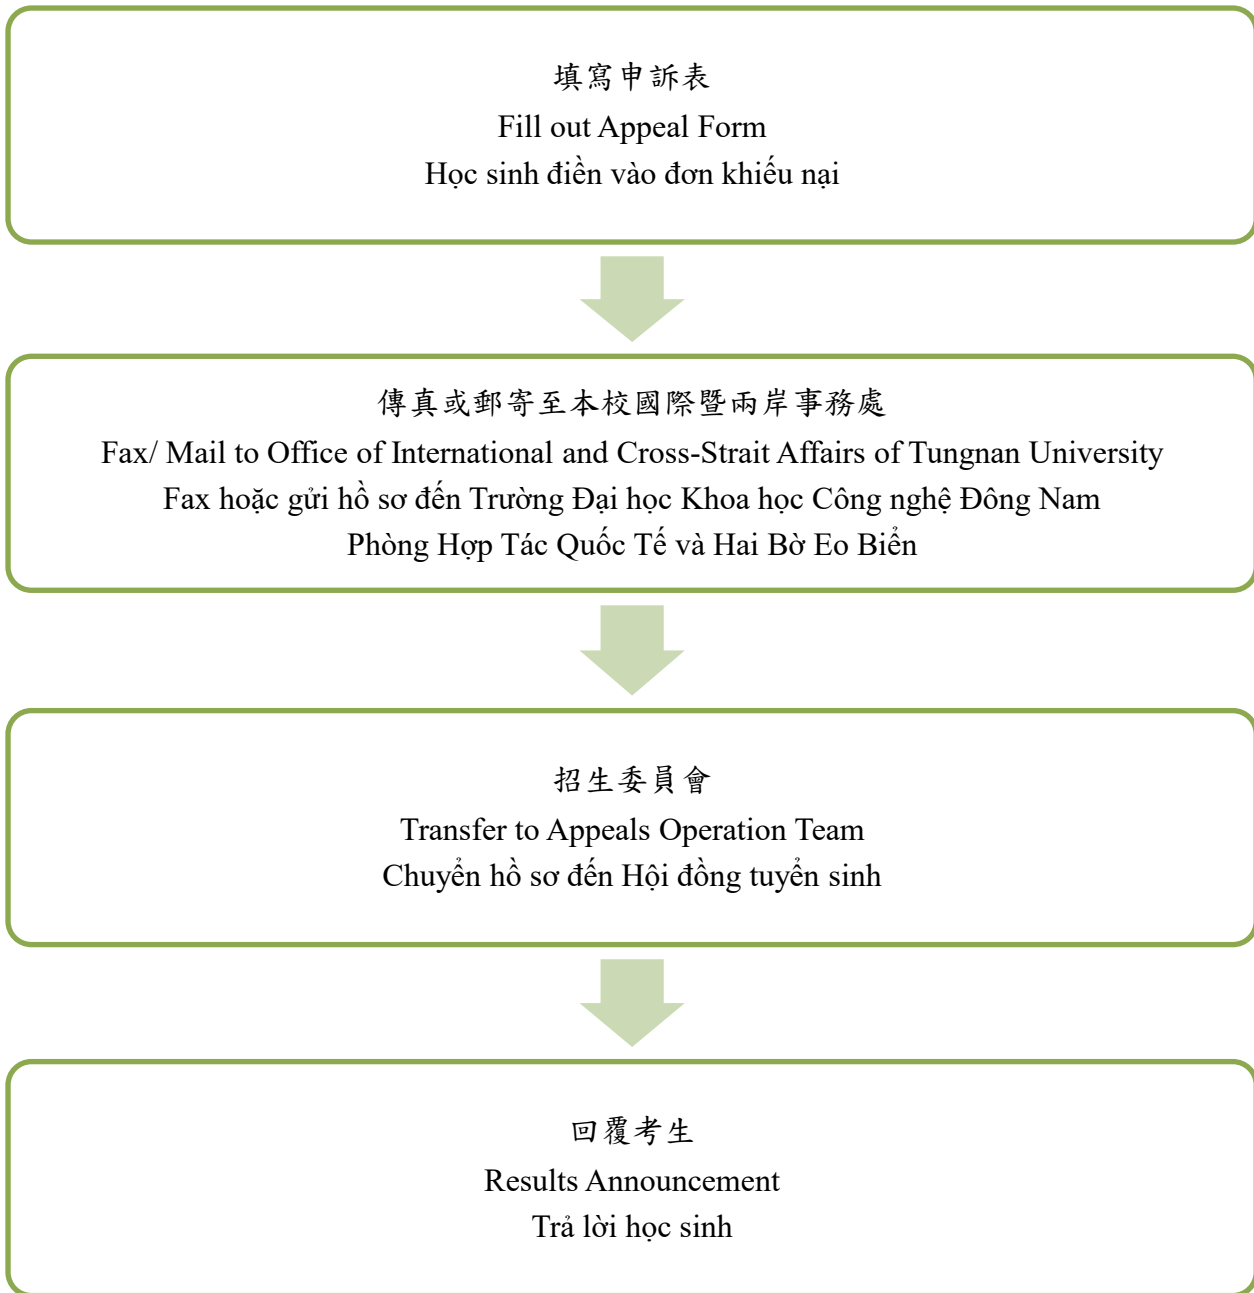 填寫申訴表
Fill out Appeal Form
Học sinh điền vào đơn khiếu nại
傳真或郵寄至本校國際暨兩岸事務處
Fax/ Mail to Office of International and Cross-Strait Affairs of Tungnan University
Fax hoặc gửi hồ sơ đến Trường Đại học Khoa học Công nghệ Đông Nam
Phòng Hợp Tác Quốc Tế và Hai Bờ Eo Biển
招生委員會
Transfer to Appeals Operation Team
Chuyển hồ sơ đến Hội đồng tuyển sinh
回覆考生
Results Announcement
Trả lời học sinh